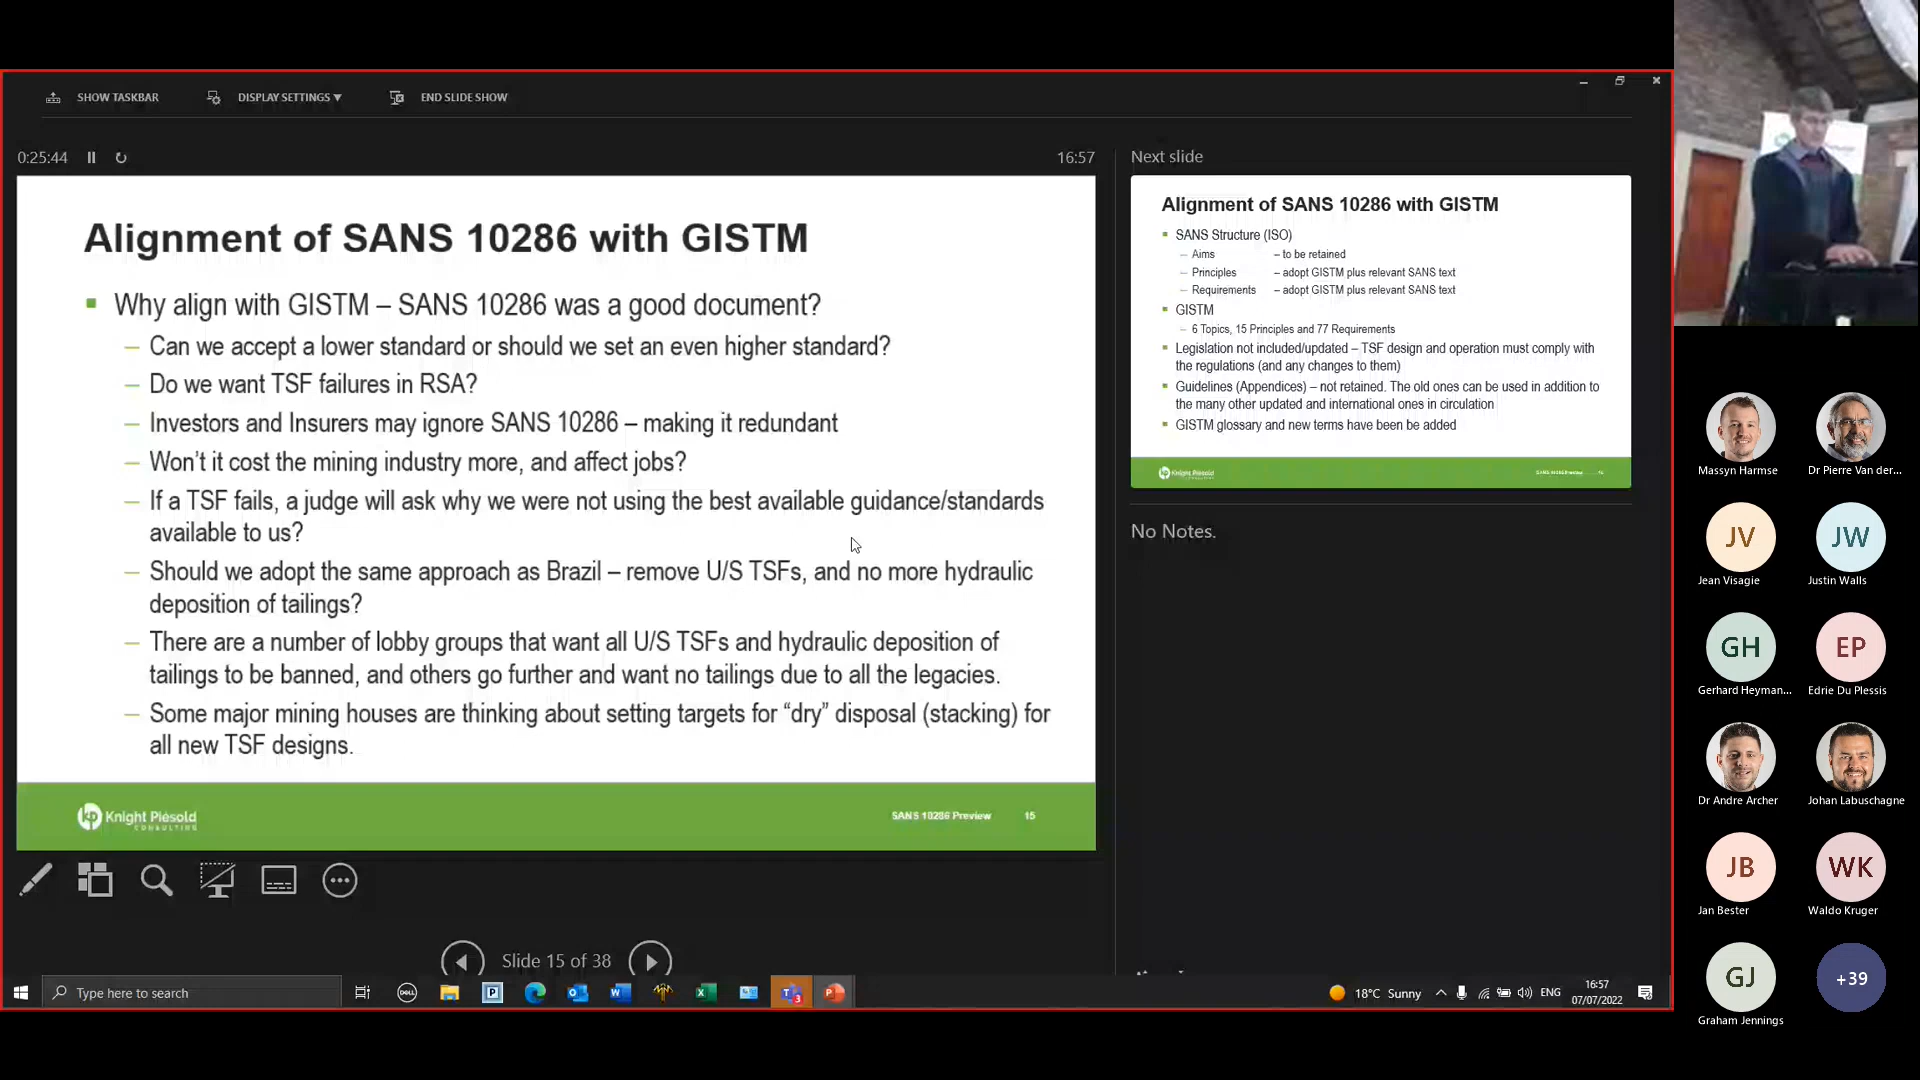 SHOW TASKBAR
DISPLAY SETTINGS ▾
END SLIDE SHOW
0:25:44
16:57
Alignment of SANS 10286 with GISTM
Why align with GISTM – SANS 10286 was a good document?
– Can we accept a lower standard or should we set an even higher standard?
– Do we want TSF failures in RSA?
– Investors and Insurers may ignore SANS 10286 – making it redundant
– Won't it cost the mining industry more, and affect jobs?
– If a TSF fails, a judge will ask why we were not using the best available guidance/standards
available to us?
– Should we adopt the same approach as Brazil – remove U/S TSFs, and no more hydraulic
deposition of tailings?
– There are a number of lobby groups that want all U/S TSFs and hydraulic deposition of
tailings to be banned, and others go further and want no tailings due to all the legacies.
– Some major mining houses are thinking about setting targets for “dry” disposal (stacking) for
all new TSF designs.
Knight Piésold
CONSULTING
SANS 10286 Preview 15
Slide 15 of 38
Next slide
Alignment of SANS 10286 with GISTM
SANS Structure (ISO)
– Aims – to be retained
– Principles – adopt GISTM plus relevant SANS text
– Requirements – adopt GISTM plus relevant SANS text
GISTM
– 6 Topics, 15 Principles and 77 Requirements
Legislation not included/updated – TSF design and operation must comply with
the regulations (and any changes to them)
Guidelines (Appendices) – not retained. The old ones can be used in addition to
the many other updated and international ones in circulation
GISTM glossary and new terms have been be added
Knight Piésold
No Notes.
Type here to search
DELL
18°C Sunny
ENG
16:57
07/07/2022
Massyn Harmse
Dr Pierre Van der...
JV
Jean Visagie
JW
Justin Walls
GH
Gerhard Heyman...
EP
Edrie Du Plessis
Dr Andre Archer
Johan Labuschagne
JB
Jan Bester
WK
Waldo Kruger
GJ
Graham Jennings
+39